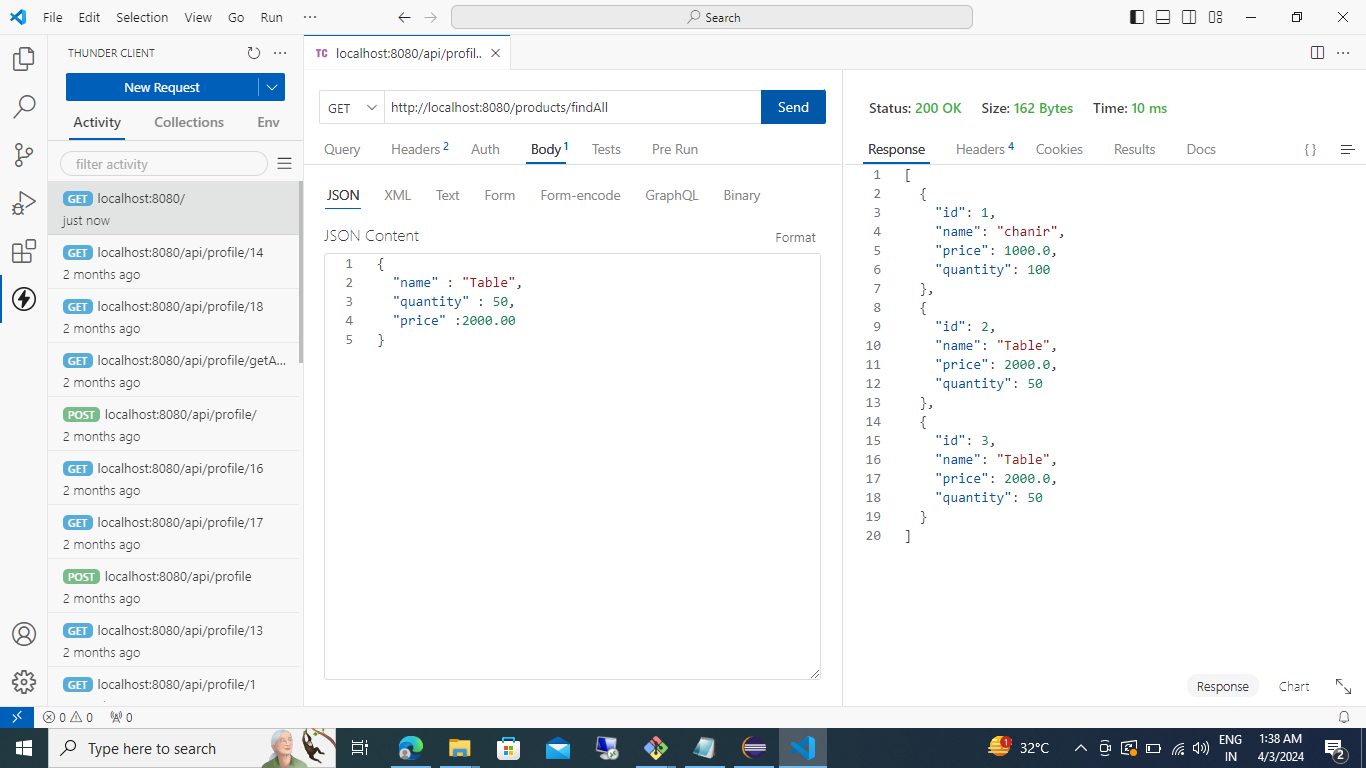 File Edit Selection View Go Run ... Search
THUNDER CLIENT
New Request
Activity Collections Env
filter activity
GET localhost:8080/
just now
GET localhost:8080/api/profile/14
2 months ago
GET localhost:8080/api/profile/18
2 months ago
GET localhost:8080/api/profile/getA...
2 months ago
POST localhost:8080/api/profile/
2 months ago
GET localhost:8080/api/profile/16
2 months ago
GET localhost:8080/api/profile/17
2 months ago
POST localhost:8080/api/profile
2 months ago
GET localhost:8080/api/profile/13
2 months ago
GET localhost:8080/api/profile/1
TC localhost:8080/api/profil..
GET http://localhost:8080/products/findAll Send
Query Headers 2 Auth Body 1 Tests Pre Run
JSON XML Text Form Form-encode GraphQL Binary
JSON Content Format
1 {
2 "name" : "Table",
3 "quantity" : 50,
4 "price" :2000.00
5 }
Status: 200 OK Size: 162 Bytes Time: 10 ms
Response Headers 4 Cookies Results Docs { }
1 [
2 {
3 "id": 1,
4 "name": "chanir",
5 "price": 1000.0,
6 "quantity": 100
7 },
8 {
9 "id": 2,
10 "name": "Table",
11 "price": 2000.0,
12 "quantity": 50
13 },
14 {
15 "id": 3,
16 "name": "Table",
17 "price": 2000.0,
18 "quantity": 50
19 }
20 ]
Response Chart
0 0 0
Type here to search
1 32°C ENG IN 1:38 AM 4/3/2024 2